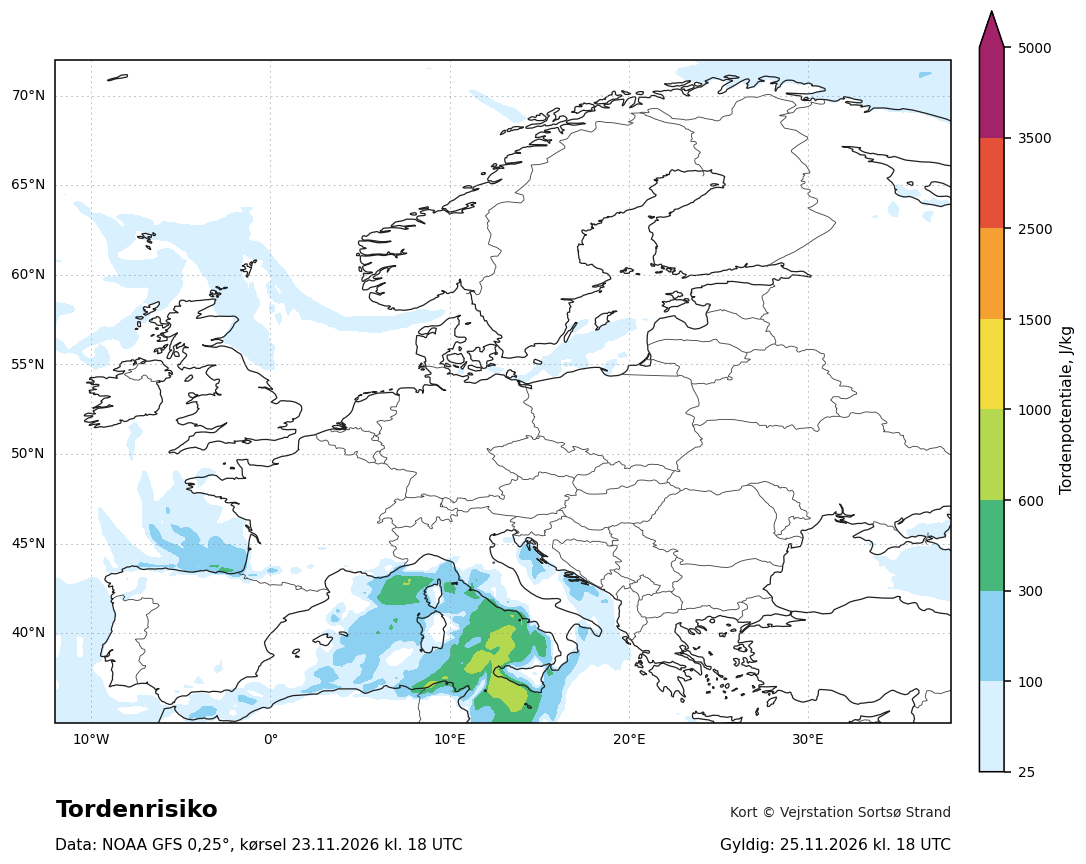 70°N
65°N
60°N
55°N
50°N
45°N
40°N
10°W
0°
10°E
20°E
30°E
5000
3500
2500
1500
1000
600
300
100
25
Tordenpotentiale, J/kg
Tordenrisiko
Kort © Vejrstation Sortsø Strand
Data: NOAA GFS 0,25°, kørsel 23.11.2026 kl. 18 UTC
Gyldig: 25.11.2026 kl. 18 UTC